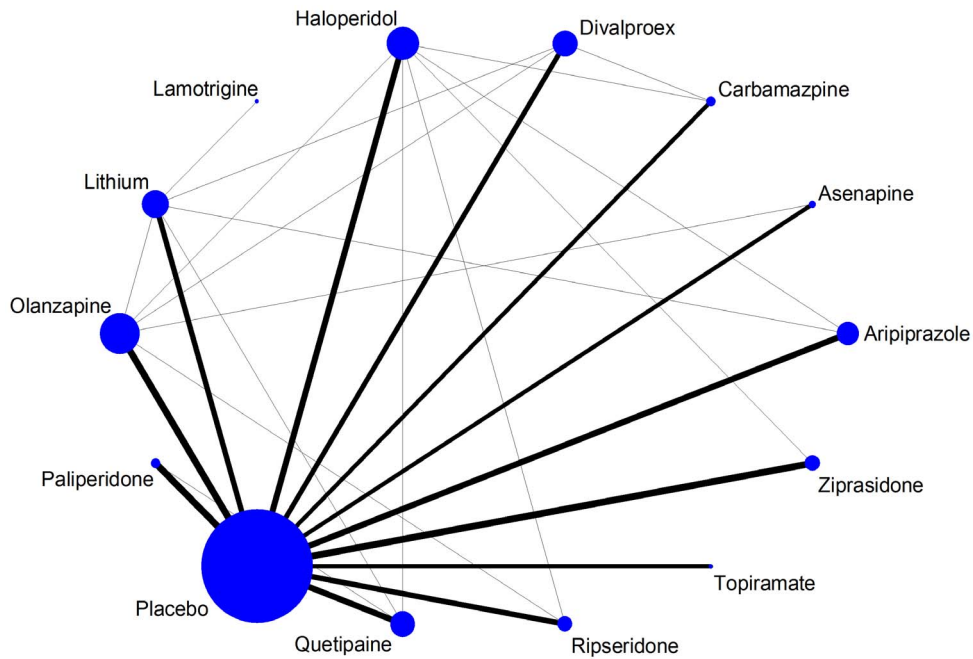 Haloperidol
Divalproex
Lamotrigine
Carbamazpine
Lithium
Asenapine
Olanzapine
Aripiprazole
Paliperidone
Ziprasidone
Topiramate
Placebo
Quetipaine
Ripseridone